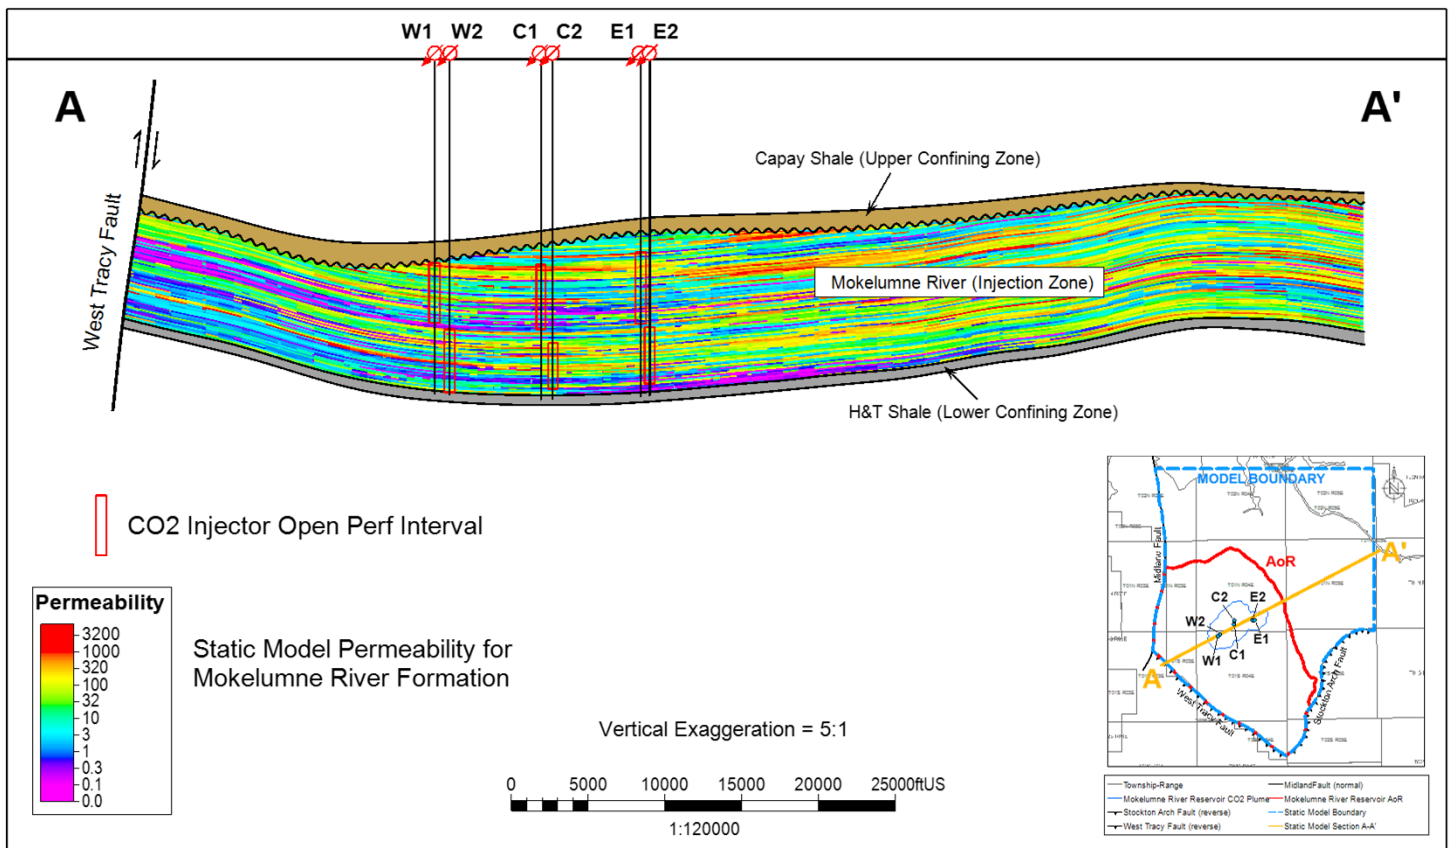 W1 W2 C1 C2 E1 E2
A
A'
West Tracy Fault
Capay Shale (Upper Confining Zone)
Mokelumne River (Injection Zone)
H&T Shale (Lower Confining Zone)
CO2 Injector Open Perf Interval
Permeability
3200
1000
320
100
32
10
3
1
0.3
0.1
0.0
Static Model Permeability for
Mokelumne River Formation
Vertical Exaggeration = 5:1
0 5000 10000 15000 20000 25000ftUS
1:120000
MODEL BOUNDARY
Midland Fault
AoR
A'
C2
E2
W2
W1
C1
E1
A
West Tracy Fault
Stockton Arch Fault
N
Township-Range
MidlandFault (normal)
Mokelumne River Reservoir CO2 Plume
Mokelumne River Reservoir AoR
Stockton Arch Fault (reverse)
Static Model Boundary
West Tracy Fault (reverse)
Static Model Section A-A'